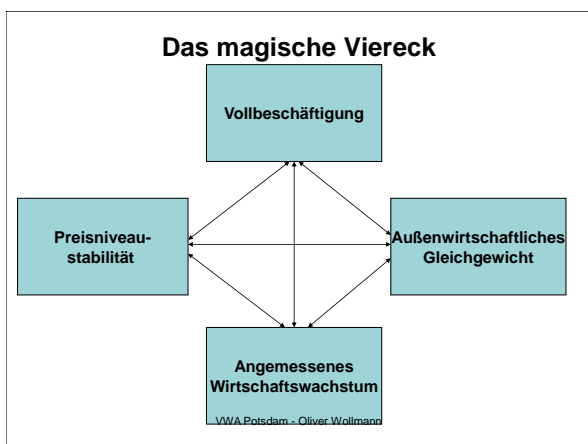 Das magische Viereck
Vollbeschäftigung
Preisniveau-
stabilität
Außenwirtschaftliches
Gleichgewicht
Angemessenes
Wirtschaftswachstum
VWA Potsdam - Oliver Wollmann